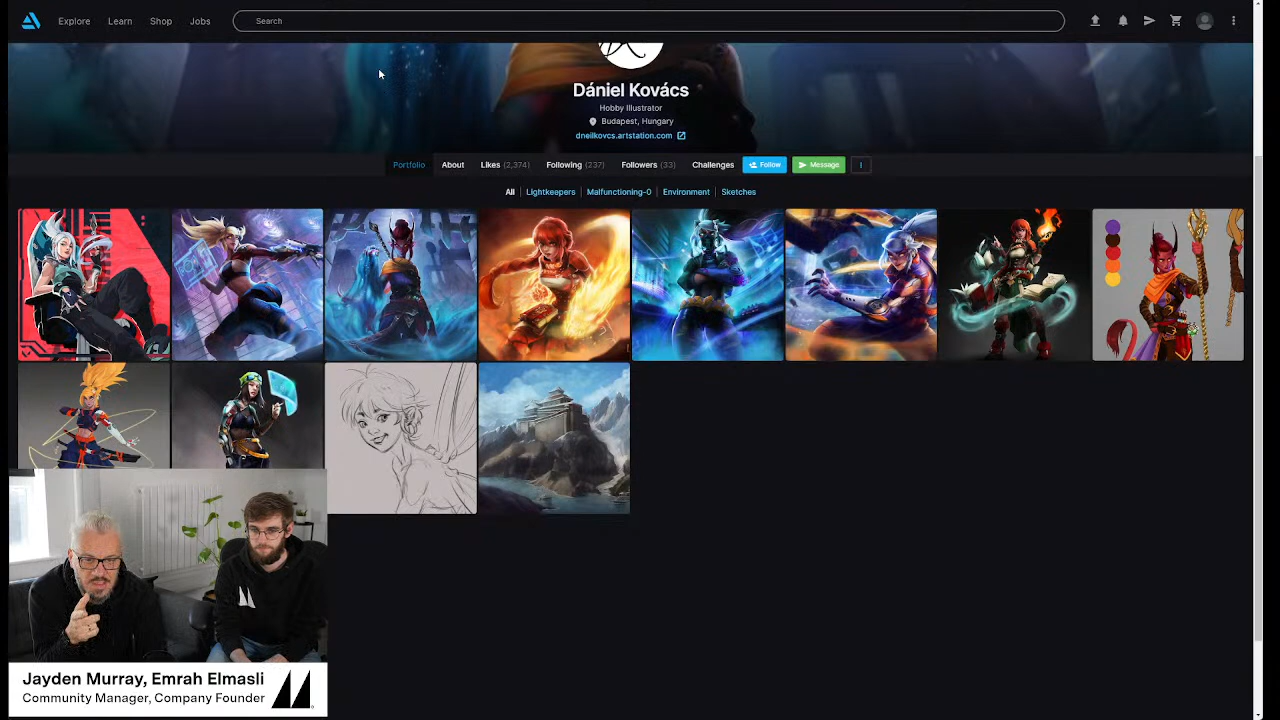 Explore Learn Shop Jobs Search
Dániel Kovács
Hobby Illustrator
Budapest, Hungary
dneilkovcs.artstation.com
Portfolio About Likes (2,374) Following (237) Followers (33) Challenges Follow Message
All Lightkeepers Malfunctioning-0 Environment Sketches
Jayden Murray, Emrah Elmasli
Community Manager, Company Founder